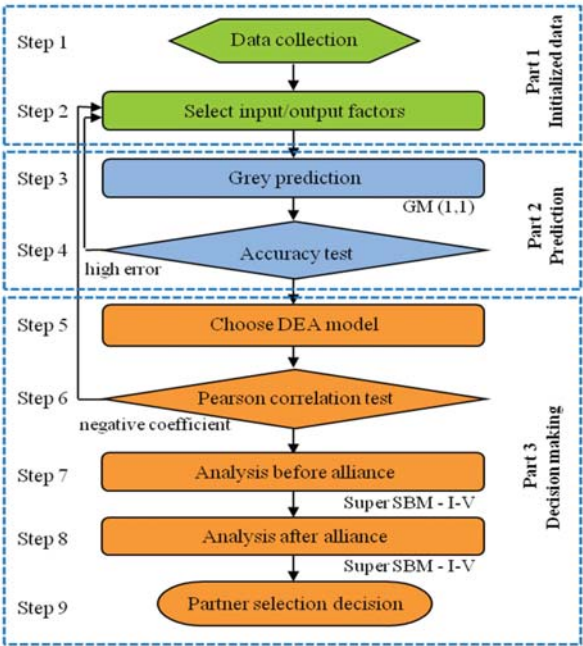 Step 1
Data collection
Step 2
Select input/output factors
Part 1
Initialized data
Step 3
Grey prediction
GM (1,1)
Step 4
Accuracy test
high error
Part 2
Prediction
Step 5
Choose DEA model
Step 6
Pearson correlation test
negative coefficient
Step 7
Analysis before alliance
Super SBM - I-V
Step 8
Analysis after alliance
Super SBM - I-V
Step 9
Partner selection decision
Part 3
Decision making